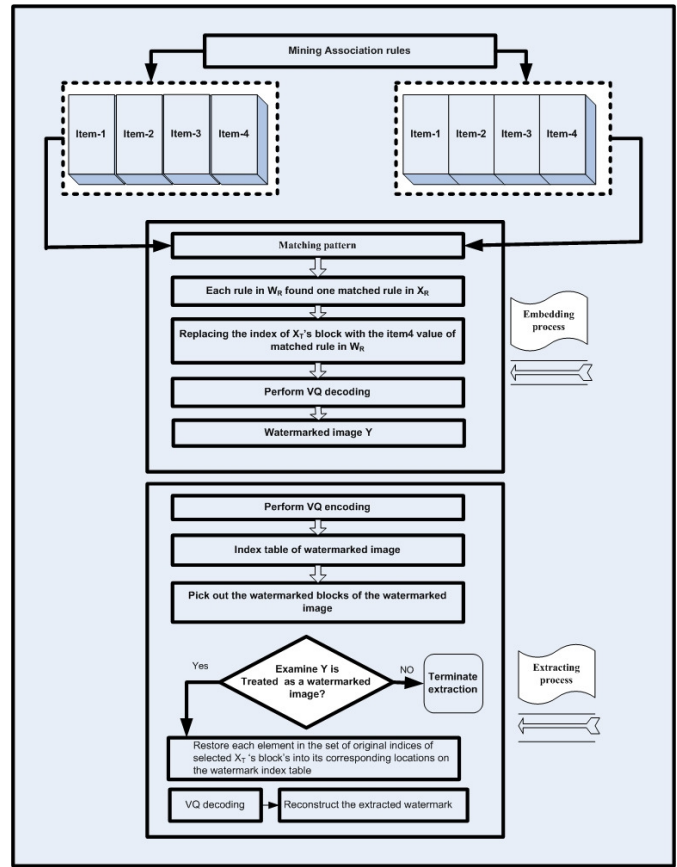 Mining Association rules
Item-1 Item-2 Item-3 Item-4
Item-1 Item-2 Item-3 Item-4
Matching pattern
Each rule in WR found one matched rule in XR
Replacing the index of XT's block with the item4 value of
matched rule in WR
Perform VQ decoding
Watermarked image Y
Embedding
process
Perform VQ encoding
Index table of watermarked image
Pick out the watermarked blocks of the watermarked
image
Yes
Examine Y is
Treated as a watermarked
image?
NO
Terminate
extraction
Extracting
process
Restore each element in the set of original indices of
selected XT 's block's into its corresponding locations on
the watermark index table
VQ decoding
Reconstruct the extracted watermark